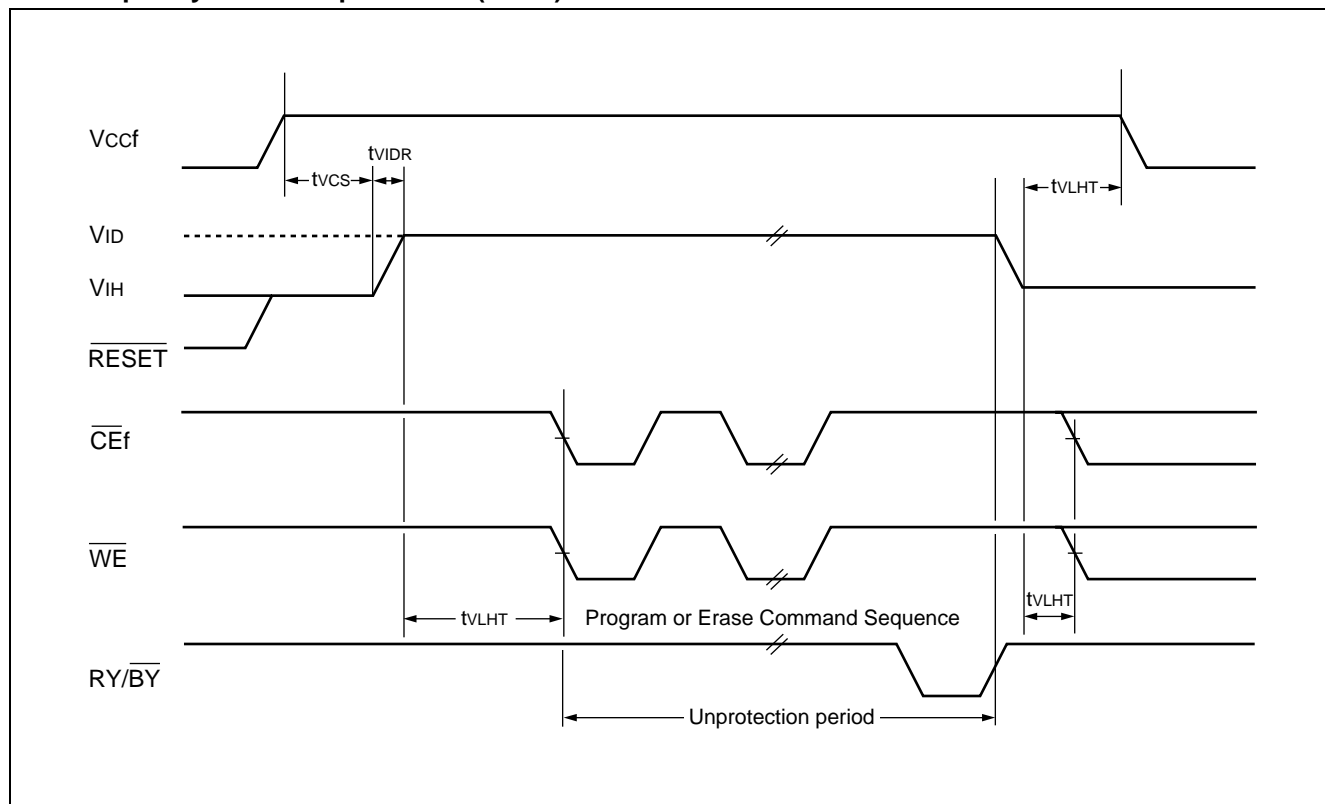 VCCf
tVIDR
tVCS
tVLHT
VID
VIH
RESET
CEf
WE
tVLHT
Program or Erase Command Sequence
tVLHT
RY/BY
Unprotection period